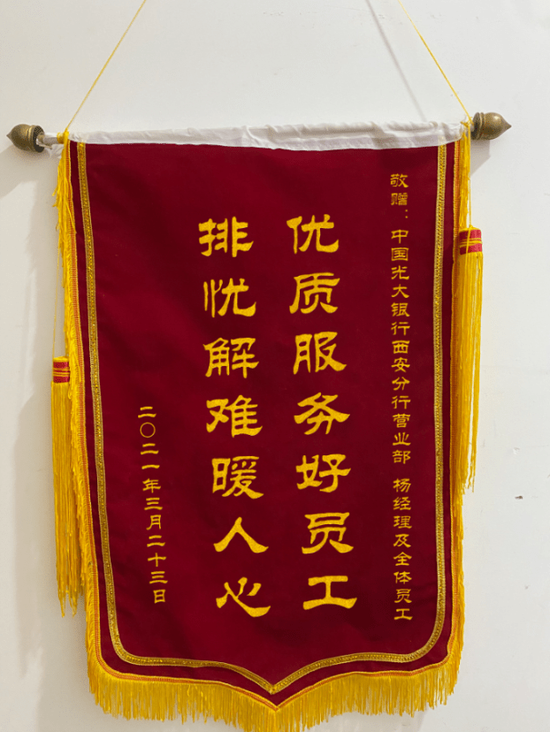 敬赠：中国光大银行西安分行营业部 杨经理及全体员工
优质服务好员工
排忧解难暖人心
二〇二一年三月二十三日